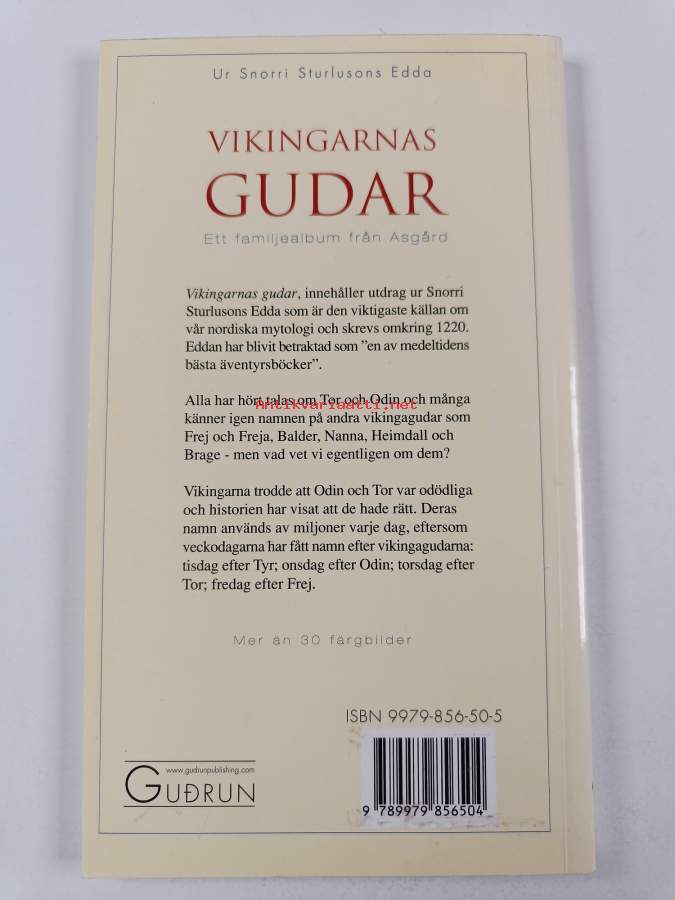 Ur Snorri Sturlusons Edda
VIKINGARNAS
GUDAR
Ett familjealbum från Asgård
Vikingarnas gudar, innehåller utdrag ur Snorri
Sturlusons Edda som är den viktigaste källan om
vår nordiska mytologi och skrevs omkring 1220.
Eddan har blivit betraktad som ”en av medeltidens
bästa äventyrsböcker”.
Alla har hört talas om Tor och Odin och många
Antikvariaatti.net
känner igen namnen på andra vikingagudar som
Frej och Freja, Balder, Nanna, Heimdall och
Brage - men vad vet vi egentligen om dem?
Vikingarna trodde att Odin och Tor var odödliga
och historien har visat att de hade rätt. Deras
namn används av miljoner varje dag, eftersom
veckodagarna har fått namn efter vikingagudarna:
tisdag efter Tyr; onsdag efter Odin; torsdag efter
Tor; fredag efter Frej.
Mer än 30 färgbilder
ISBN 9979-856-50-5
www.gudrunpublishing.com
GUÐRUN
9 789979 856504